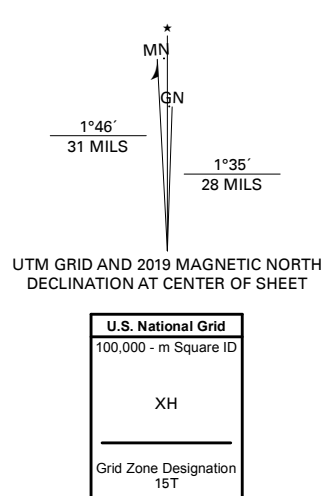 ★
MN
GN
1°46´
31 MILS
1°35´
28 MILS
UTM GRID AND 2019 MAGNETIC NORTH
DECLINATION AT CENTER OF SHEET
U.S. National Grid
100,000 - m Square ID
XH
Grid Zone Designation
15T